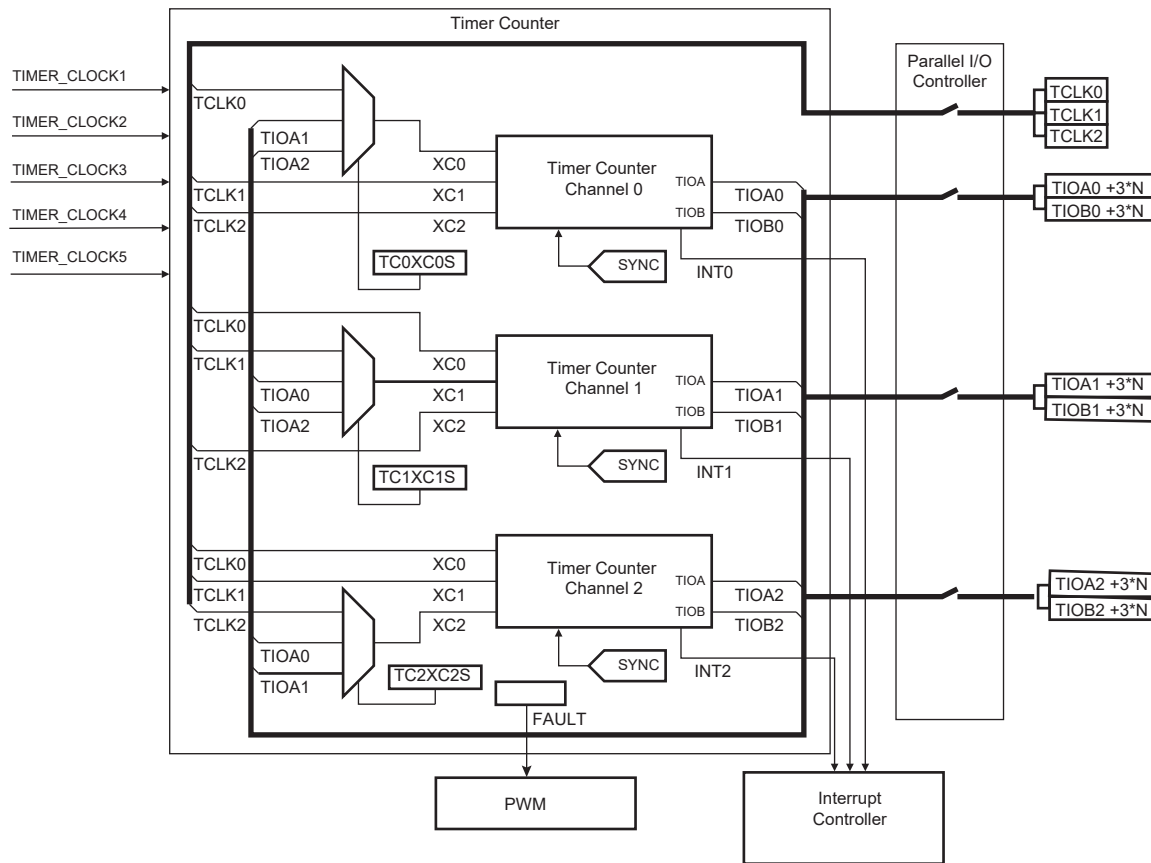 Timer Counter
Parallel I/O
Controller
TIMER_CLOCK1
TIMER_CLOCK2
TIMER_CLOCK3
TIMER_CLOCK4
TIMER_CLOCK5
TCLK0
TIOA1
TIOA2
TCLK1
TCLK2
XC0
XC1
XC2
TC0XC0S
Timer Counter
Channel 0
TIOA
TIOB
TIOA0
TIOB0
SYNC
INT0
TCLK0
TCLK1
TIOA0
TIOA2
TCLK2
XC0
XC1
XC2
TC1XC1S
Timer Counter
Channel 1
TIOA
TIOB
TIOA1
TIOB1
SYNC
INT1
TCLK0
TCLK1
TCLK2
TIOA0
TIOA1
XC0
XC1
XC2
TC2XC2S
Timer Counter
Channel 2
TIOA
TIOB
TIOA2
TIOB2
SYNC
INT2
FAULT
PWM
Interrupt
Controller
TCLK0
TCLK1
TCLK2
TIOA0 +3*N
TIOB0 +3*N
TIOA1 +3*N
TIOB1 +3*N
TIOA2 +3*N
TIOB2 +3*N